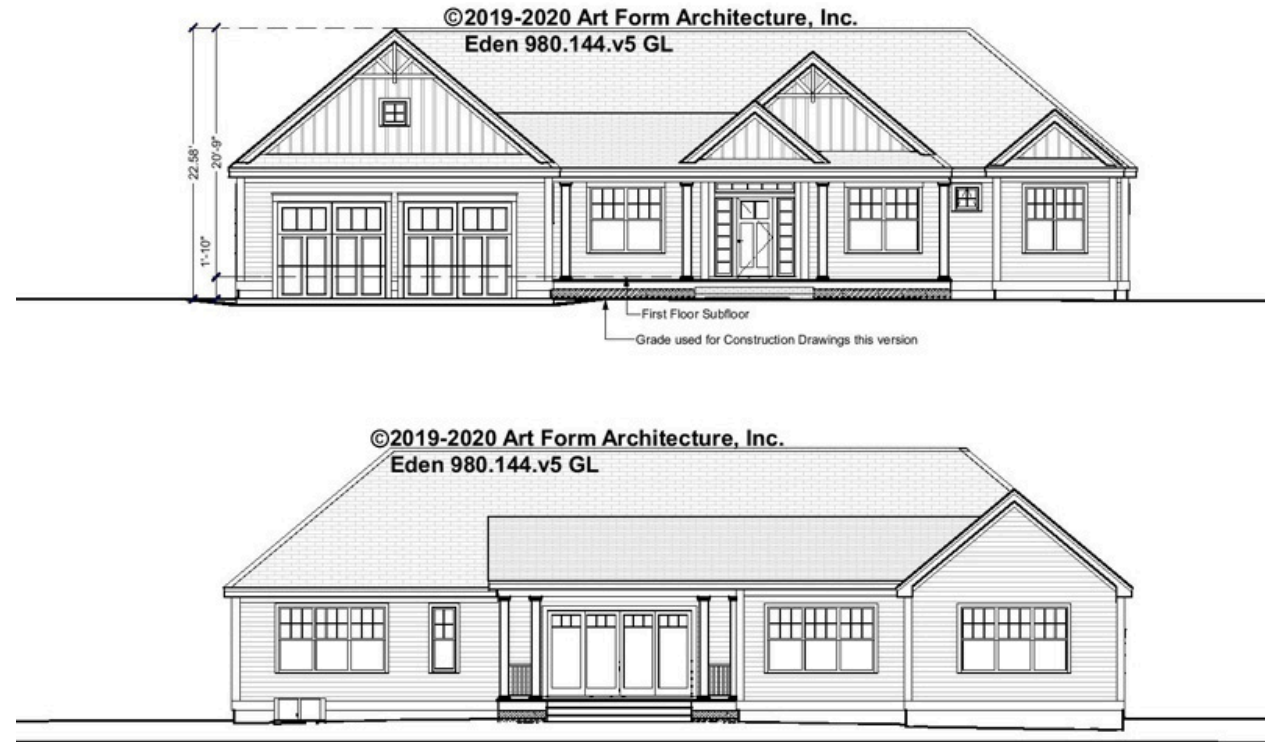 ©2019-2020 Art Form Architecture, Inc.
Eden 980.144.v5 GL
22.58'
20'-9"
1'-10"
First Floor Subfloor
Grade used for Construction Drawings this version
©2019-2020 Art Form Architecture, Inc.
Eden 980.144.v5 GL